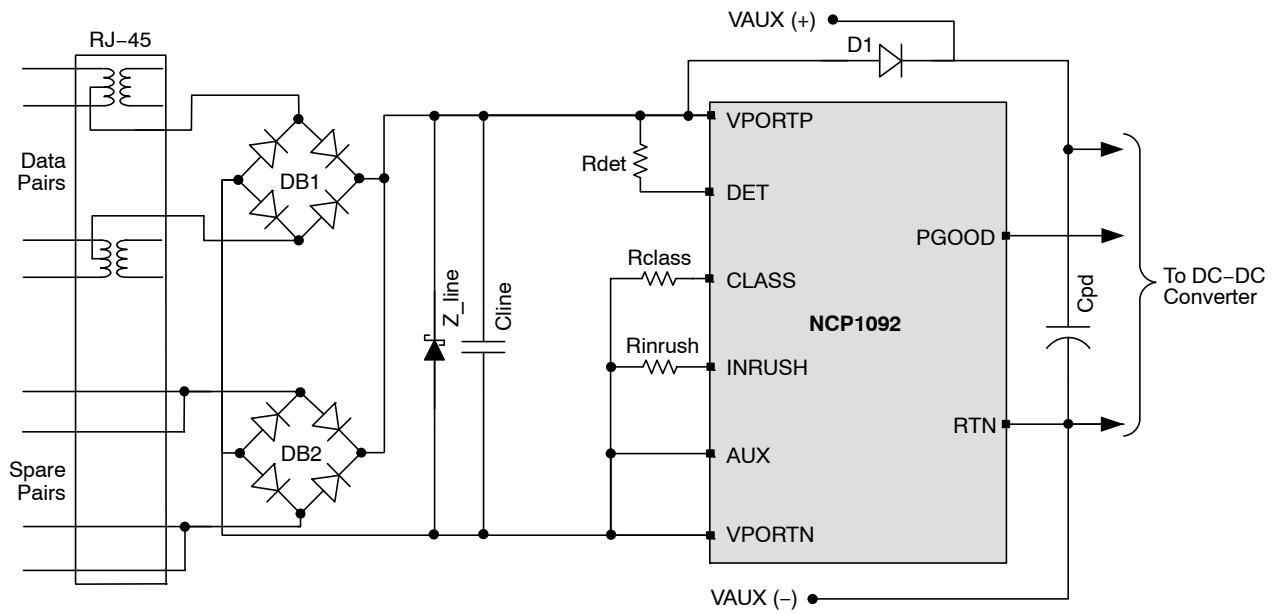 VAUX (+)
RJ−45
D1
VPORTP
Rdet
Data
Pairs
DB1
DET
PGOOD
Rclass
CLASS
To DC−DC
Converter
Z_line
Cline
Cpd
NCP1092
Rinrush
INRUSH
RTN
AUX
DB2
Spare
Pairs
VPORTN
VAUX (−)